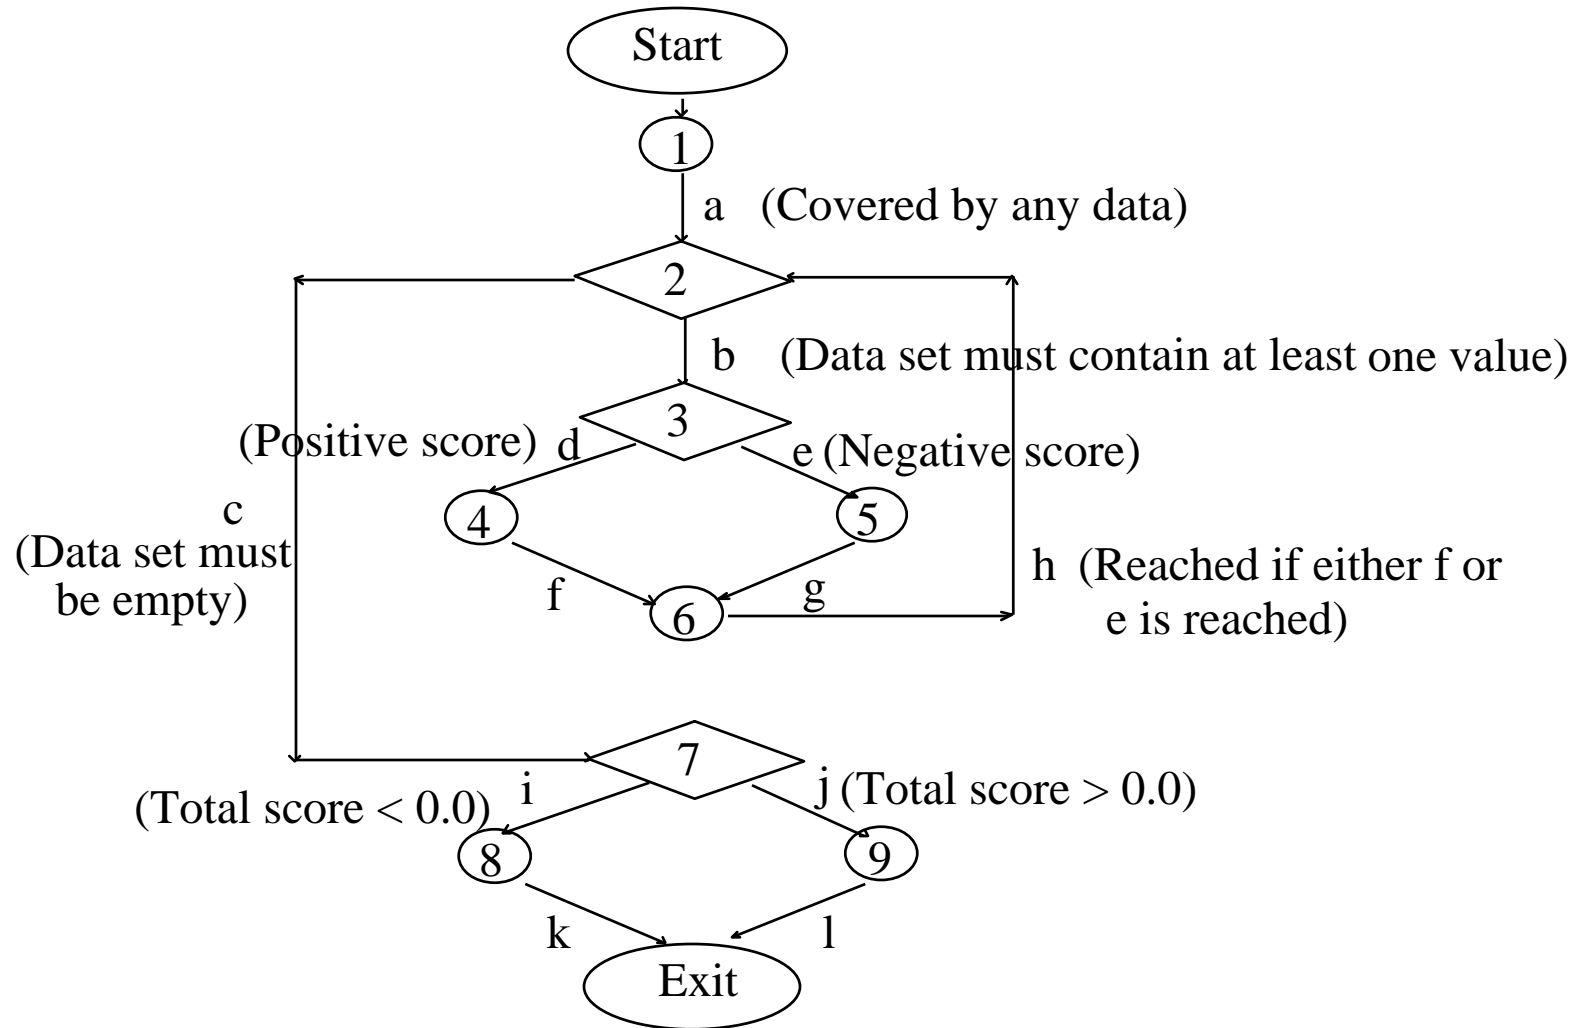 Start
1
a (Covered by any data)
2
b (Data set must contain at least one value)
3
(Positive score) d
e (Negative score)
c
(Data set must
be empty)
4
5
h (Reached if either f or
e is reached)
f
g
6
7
(Total score < 0.0) i
j (Total score > 0.0)
8
9
k
l
Exit